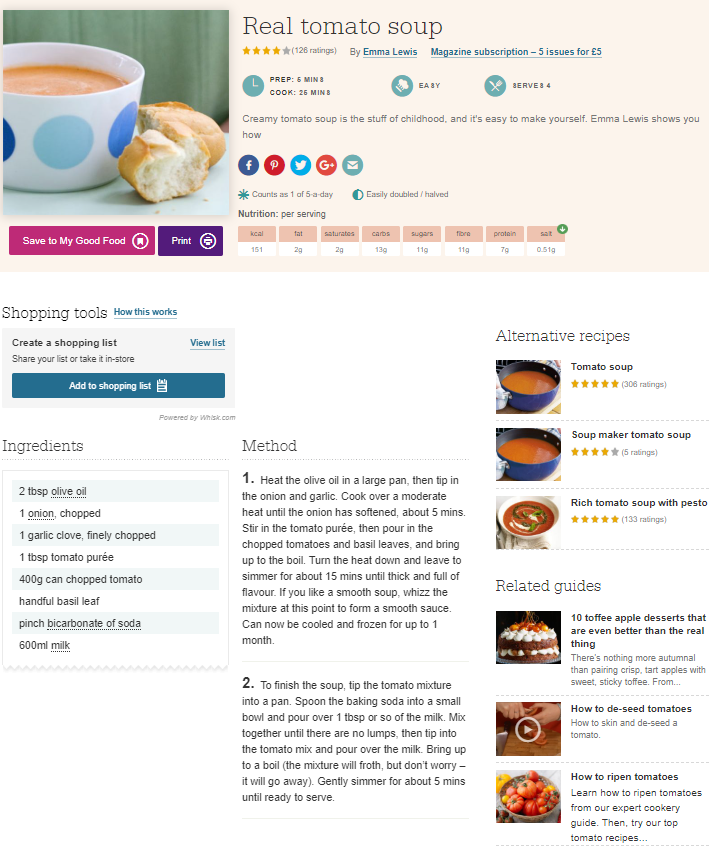 Real tomato soup
(126 ratings) By Emma Lewis Magazine subscription – 5 issues for £5
PREP: 5 MINS
COOK: 25 MINS
EASY
SERVES 4
Creamy tomato soup is the stuff of childhood, and it's easy to make yourself. Emma Lewis shows you
how
Counts as 1 of 5-a-day Easily doubled / halved
Nutrition: per serving
kcal fat saturates carbs sugars fibre protein salt
151 2g 2g 13g 11g 11g 7g 0.51g
Save to My Good Food Print
Shopping tools How this works
Create a shopping list View list
Share your list or take it in-store
Add to shopping list
Powered by Whisk.com
Ingredients
2 tbsp olive oil
1 onion, chopped
1 garlic clove, finely chopped
1 tbsp tomato purée
400g can chopped tomato
handful basil leaf
pinch bicarbonate of soda
600ml milk
Method
1. Heat the olive oil in a large pan, then tip in
the onion and garlic. Cook over a moderate
heat until the onion has softened, about 5 mins.
Stir in the tomato purée, then pour in the
chopped tomatoes and basil leaves, and bring
up to the boil. Turn the heat down and leave to
simmer for about 15 mins until thick and full of
flavour. If you like a smooth soup, whizz the
mixture at this point to form a smooth sauce.
Can now be cooled and frozen for up to 1
month.
2. To finish the soup, tip the tomato mixture
into a pan. Spoon the baking soda into a small
bowl and pour over 1 tbsp or so of the milk. Mix
together until there are no lumps, then tip into
the tomato mix and pour over the milk. Bring up
to a boil (the mixture will froth, but don't worry –
it will go away). Gently simmer for about 5 mins
until ready to serve.
Alternative recipes
Tomato soup
(306 ratings)
Soup maker tomato soup
(5 ratings)
Rich tomato soup with pesto
(133 ratings)
Related guides
10 toffee apple desserts that
are even better than the real
thing
There's nothing more autumnal
than pairing crisp, tart apples with
sweet, sticky toffee. From...
How to de-seed tomatoes
How to skin and de-seed a
tomato.
How to ripen tomatoes
Learn how to ripen tomatoes
from our expert cookery
guide. Then, try our top
tomato recipes...